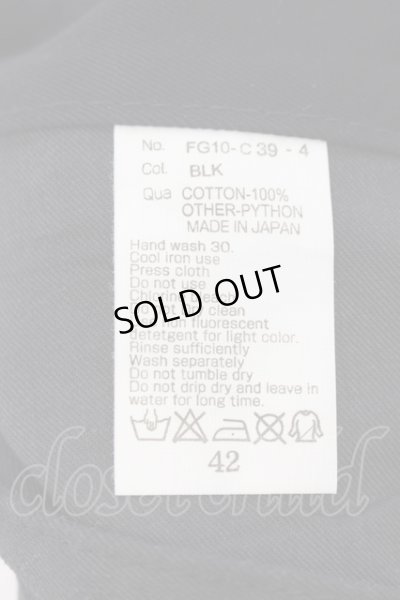 No. FG10-C 39 - 4
Col. BLK
Qua COTTON-100%
OTHER-PYTHON
MADE IN JAPAN
Hand wash 30.
Cool iron use
Press cloth
Do not use
SOLD OUT
fluorescent
detetgent for light color.
Rinse sufficiently
Wash separately
Do not tumble dry
Do not drip dry and leave in
water for long time.
42
closet child